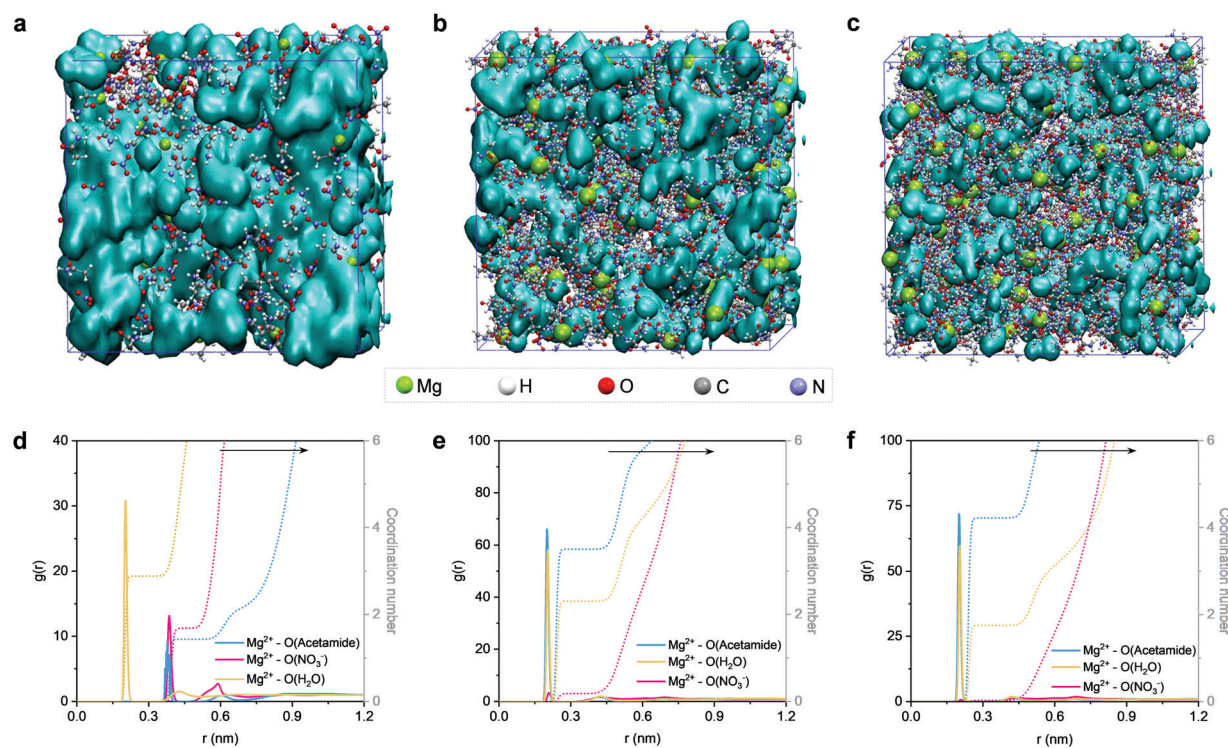 a
b
c
Mg H O C N
d
e
f
40
30
20
10
0
g(r)
6
4
2
0
Coordination number
Mg²⁺ - O(Acetamide)
Mg²⁺ - O(NO₃⁻)
Mg²⁺ - O(H₂O)
0.0 0.3 0.6 0.9 1.2
r (nm)
100
80
60
40
20
0
g(r)
6
4
2
0
Coordination number
Mg²⁺ - O(Acetamide)
Mg²⁺ - O(H₂O)
Mg²⁺ - O(NO₃⁻)
0.0 0.3 0.6 0.9 1.2
r (nm)
100
75
50
25
0
g(r)
6
4
2
0
Coordination number
Mg²⁺ - O(Acetamide)
Mg²⁺ - O(H₂O)
Mg²⁺ - O(NO₃⁻)
0.0 0.3 0.6 0.9 1.2
r (nm)